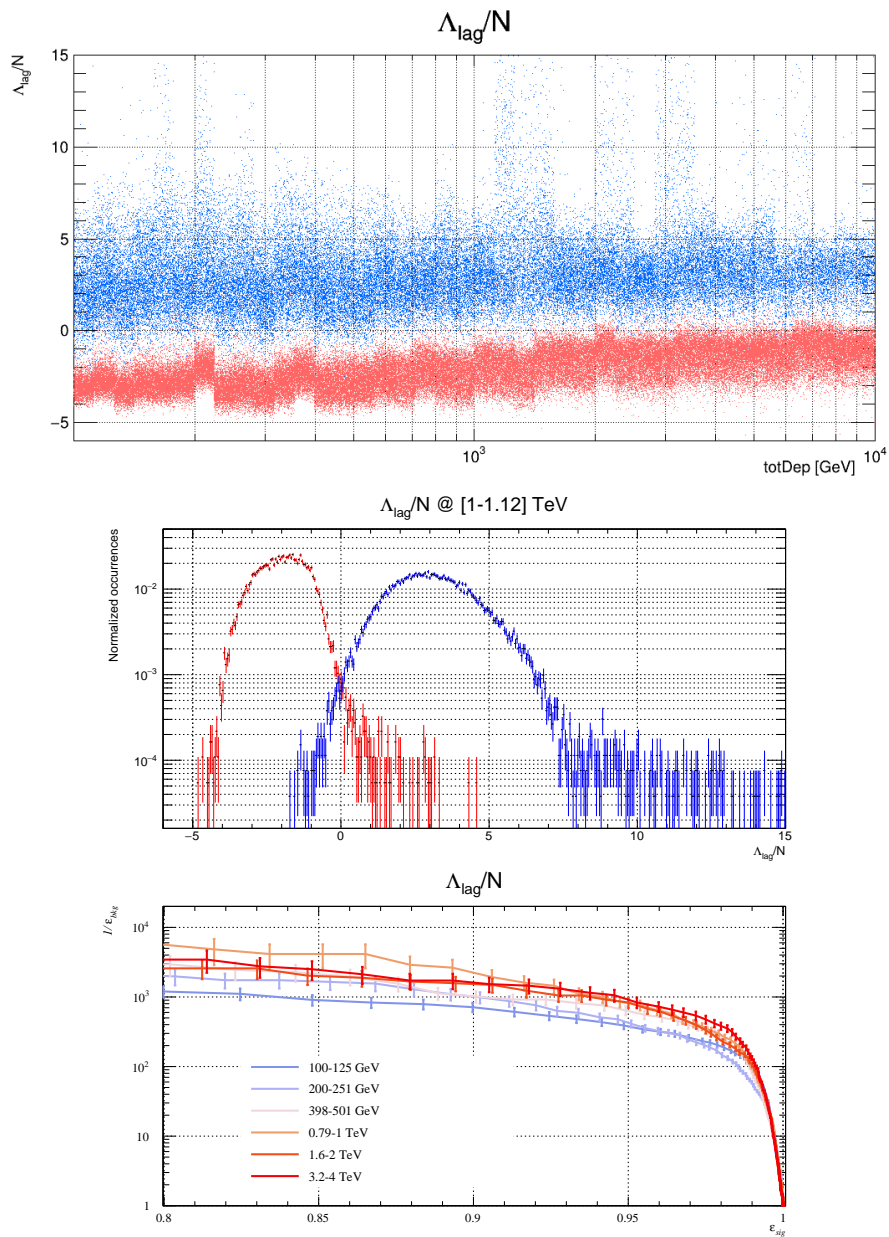 Λlag/N
Λlag/N
15
10
5
0
−5
10³
10⁴
totDep [GeV]
Λlag/N @ [1-1.12] TeV
Normalized occurrences
10⁻²
10⁻³
10⁻⁴
−5
0
5
10
15
Λlag/N
Λlag/N
1/εbkg
10⁴
10³
10²
10
1
100-125 GeV
200-251 GeV
398-501 GeV
0.79-1 TeV
1.6-2 TeV
3.2-4 TeV
0.8
0.85
0.9
0.95
1
εsig